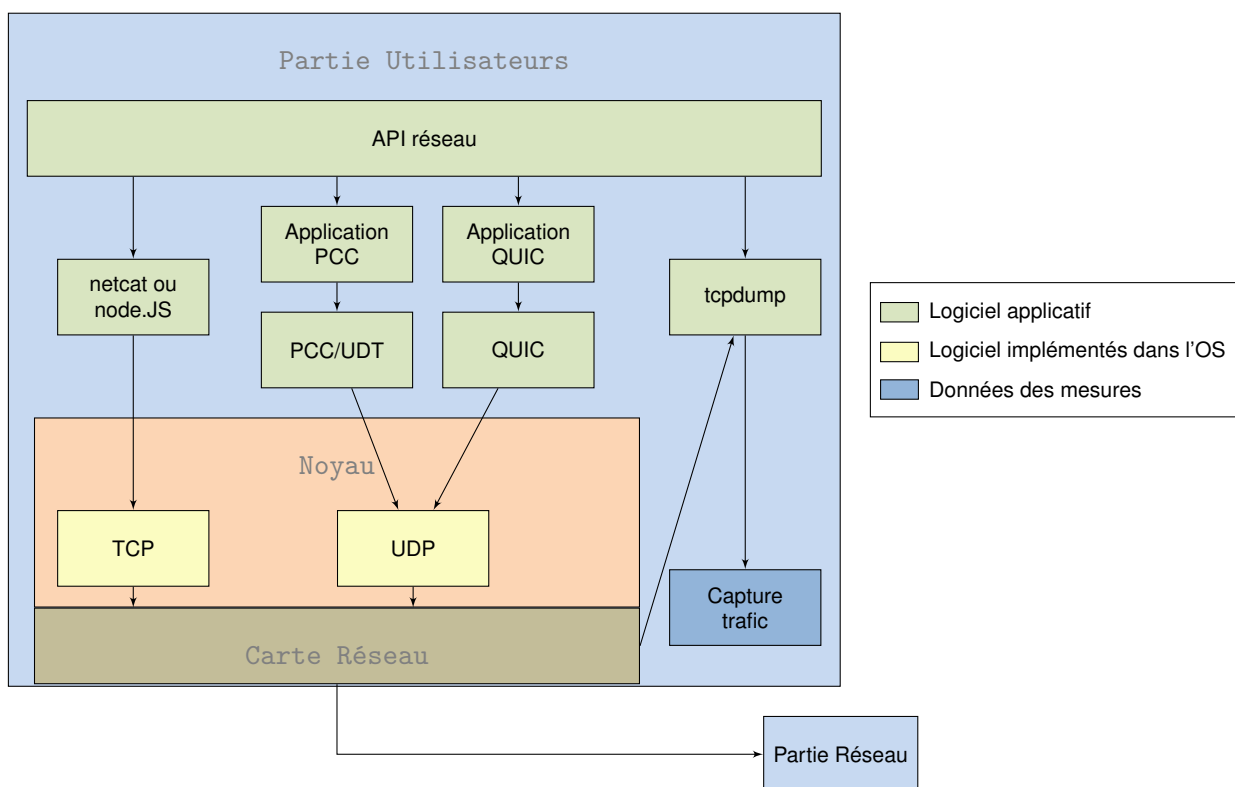 Partie Utilisateurs
API réseau
Application
PCC
Application
QUIC
netcat ou
node.JS
tcpdump
PCC/UDT
QUIC
Logiciel applicatif
Logiciel implémentés dans l'OS
Données des mesures
Noyau
TCP
UDP
Capture
trafic
Carte Réseau
Partie Réseau